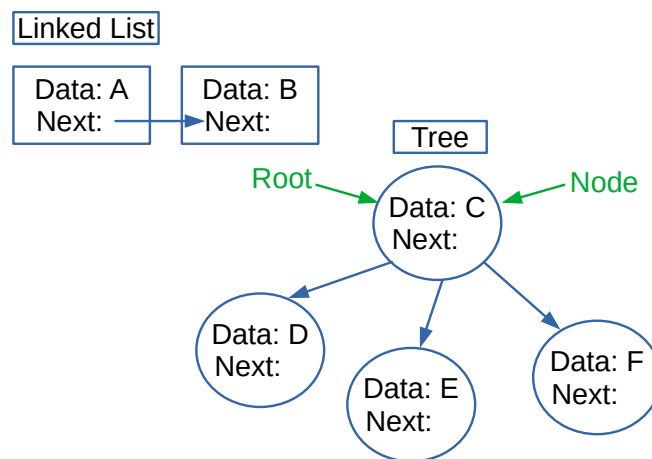 Linked List
Data: A
Next:
Data: B
Next:
Tree
Root
Node
Data: C
Next:
Data: D
Next:
Data: E
Next:
Data: F
Next: